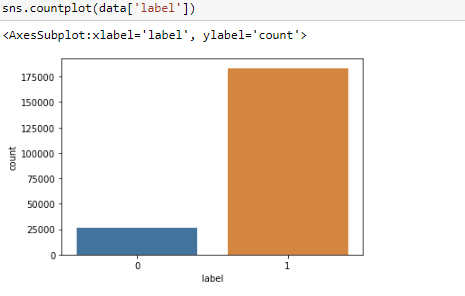 sns.countplot(data['label'])
<AxesSubplot:xlabel='label', ylabel='count'>
175000
150000
125000
100000
75000
50000
25000
0
count
0 1
label